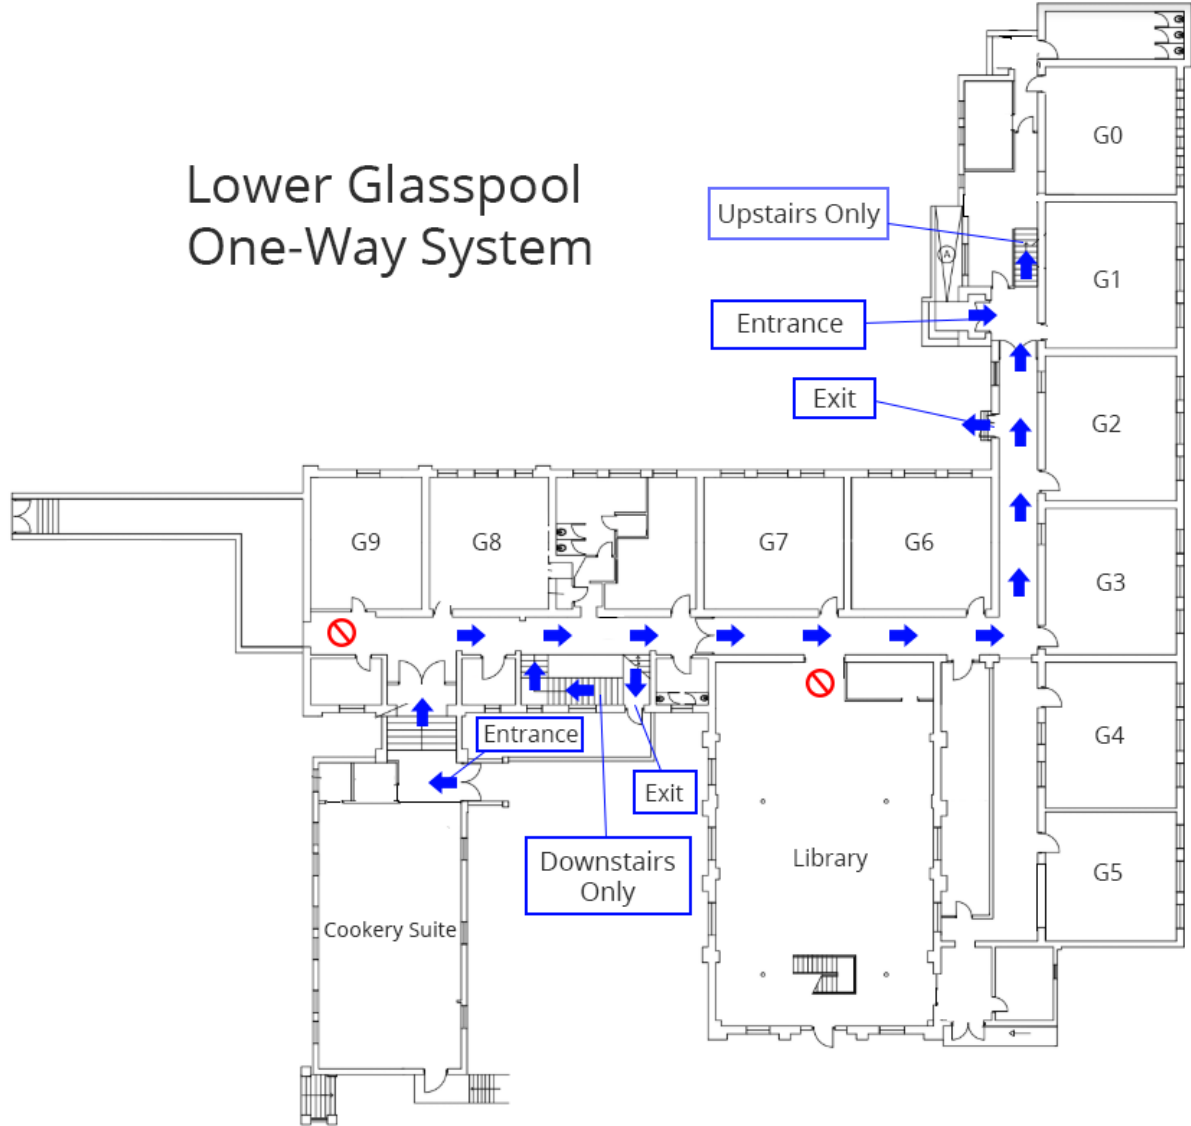 Lower Glasspool
One-Way System
G0
Upstairs Only
A
G1
Entrance
Exit
G2
G9
G8
G7
G6
G3
Entrance
G4
Exit
Downstairs
Only
Library
G5
Cookery Suite